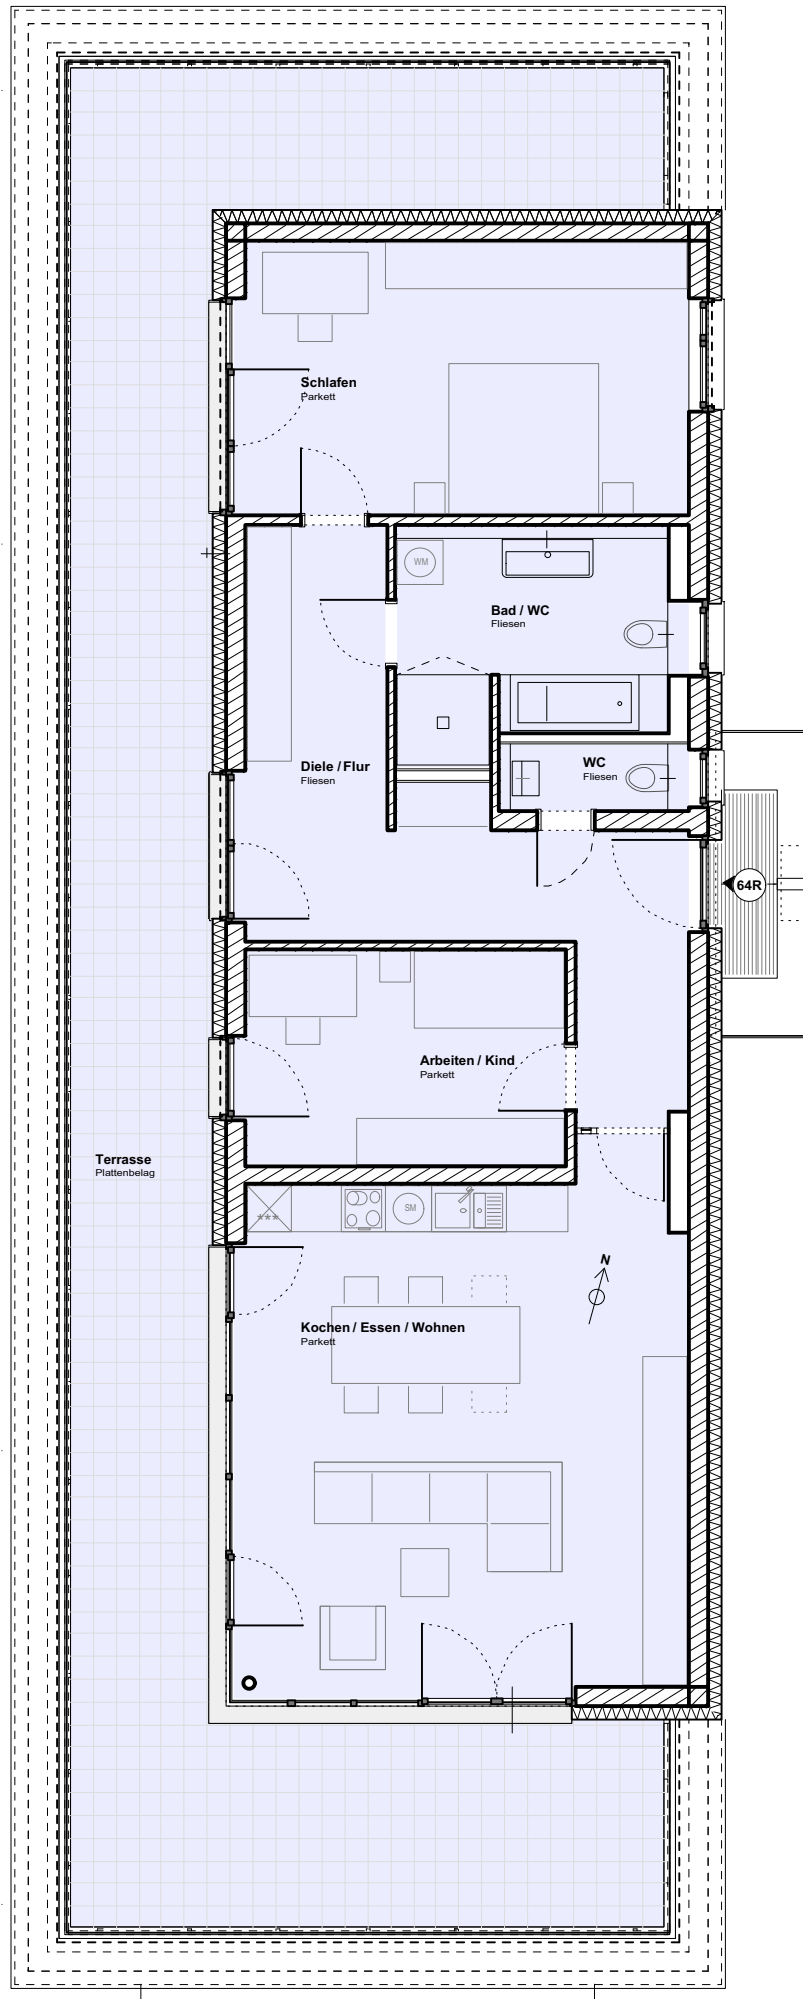 Schlafen
Parkett
WM
Bad / WC
Fliesen
WC
Fliesen
Diele / Flur
Fliesen
64R
Arbeiten / Kind
Parkett
Terrasse
Plattenbelag
***
SM
N
Kochen / Essen / Wohnen
Parkett